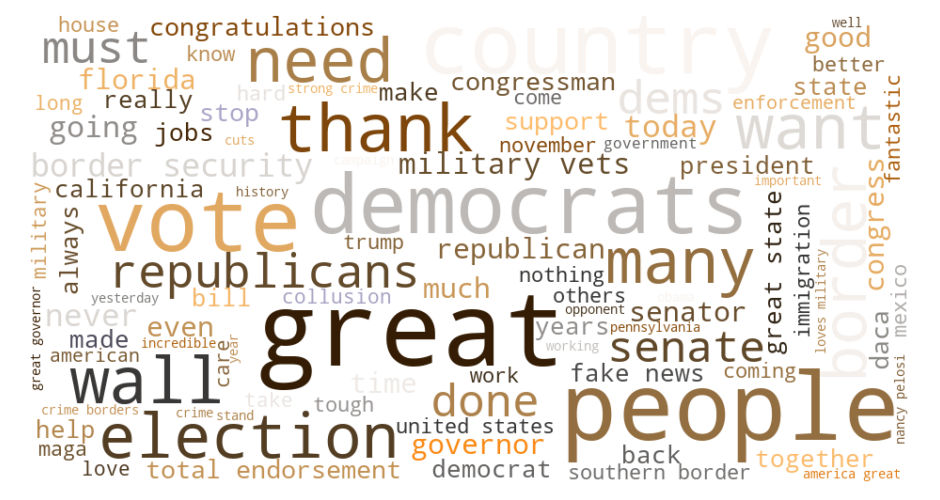 house
congratulations
country
well
must
know
need
good
florida
better
hard
strong crime
make
congressman
come
dems
state
long
really
stop
enforcement
fantastic
going
jobs
cuts
thank
support
today
want
november
government
border security
campaign
military vets
president
california
history
democrats
important
military
always
vote
trump
republican
many
border
congress
great state
immigration
republicans
nothing
yesterday
bill
collusion
much
others
senator
loves military
daca
mexico
great governor
never
even
great
opponent
obama
years
pennsylvania
made
incredible
working
senate
american
care
year
wall
time
work
fake news
coming
nancy pelosi
crime borders
take
tough
done
people
crime
stand
help
election
united states
governor
maga
back
together
love
total endorsement
democrat
southern border
america great